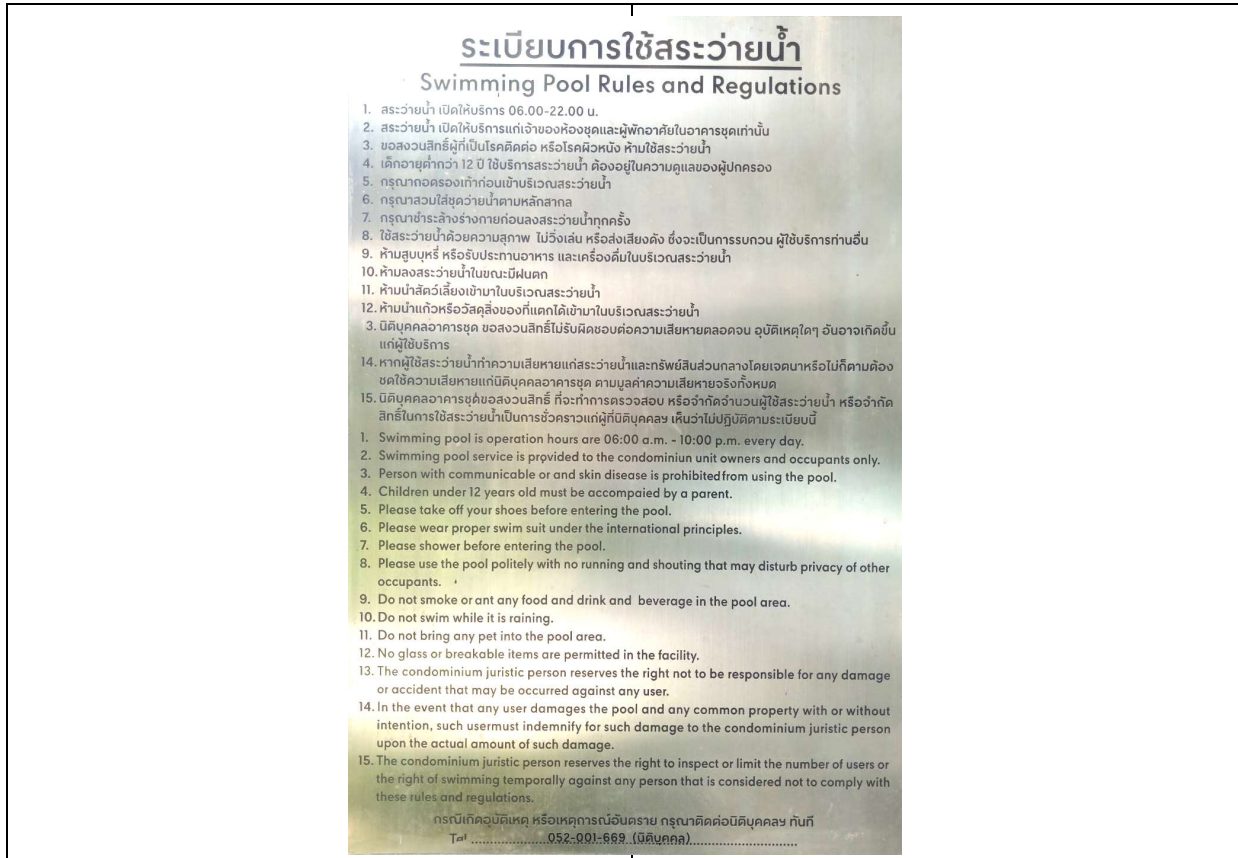 ระเบียบการใช้สระว่ายน้ำ
Swimming Pool Rules and Regulations
1. สระว่ายน้ำ เปิดให้บริการ 06.00-22.00 น.
2. สระว่ายน้ำ เปิดให้บริการแก่เจ้าของห้องชุดและผู้พักอาศัยในอาคารชุดเท่านั้น
3. ขอสงวนสิทธิ์ผู้ที่เป็นโรคติดต่อ หรือโรคผิวหนัง ห้ามใช้สระว่ายน้ำ
4. เด็กอายุต่ำกว่า 12 ปี ใช้บริการสระว่ายน้ำ ต้องอยู่ในความดูแลของผู้ปกครอง
5. กรุณาถอดรองเท้าก่อนเข้าบริเวณสระว่ายน้ำ
6. กรุณาสวมใส่ชุดว่ายน้ำตามหลักสากล
7. กรุณาชำระล้างร่างกายก่อนลงสระว่ายน้ำทุกครั้ง
8. ใช้สระว่ายน้ำด้วยความสุภาพ ไม่วิ่งเล่น หรือส่งเสียงดัง ซึ่งจะเป็นการรบกวน ผู้ใช้บริการท่านอื่น
9. ห้ามสูบบุหรี่ หรือรับประทานอาหาร และเครื่องดื่มในบริเวณสระว่ายน้ำ
10. ห้ามลงสระว่ายน้ำในขณะมีฝนตก
11. ห้ามนำสัตว์เลี้ยงเข้ามาในบริเวณสระว่ายน้ำ
12. ห้ามนำแก้วหรือวัสดุสิ่งของที่แตกได้เข้ามาในบริเวณสระว่ายน้ำ
3. นิติบุคคลอาคารชุด ขอสงวนสิทธิ์ไม่รับผิดชอบต่อความเสียหายตลอดจน อุบัติเหตุใดๆ อันอาจเกิดขึ้น
แก่ผู้ใช้บริการ
14. หากผู้ใช้สระว่ายน้ำทำความเสียหายแก่สระว่ายน้ำและทรัพย์สินส่วนกลางโดยเจตนาหรือไม่ก็ตามต้อง
ชดใช้ความเสียหายแก่นิติบุคคลอาคารชุด ตามมูลค่าความเสียหายจริงทั้งหมด
15. นิติบุคคลอาคารชุดขอสงวนสิทธิ์ ที่จะทำการตรวจสอบ หรือจำกัดจำนวนผู้ใช้สระว่ายน้ำ หรือจำกัด
สิทธิในการใช้สระว่ายน้ำเป็นการชั่วคราวแก่ผู้ที่นิติบุคคลฯ เห็นว่าไม่ปฏิบัติตามระเบียบนี้
1. Swimming pool is operation hours are 06:00 a.m. - 10:00 p.m. every day.
2. Swimming pool service is provided to the condominiun unit owners and occupants only.
3. Person with communicable or and skin disease is prohibited from using the pool.
4. Children under 12 years old must be accompaied by a parent.
5. Please take off your shoes before entering the pool.
6. Please wear proper swim suit under the international principles.
7. Please shower before entering the pool.
8. Please use the pool politely with no running and shouting that may disturb privacy of other
occupants.
9. Do not smoke or ant any food and drink and beverage in the pool area.
10. Do not swim while it is raining.
11. Do not bring any pet into the pool area.
12. No glass or breakable items are permitted in the facility.
13. The condominium juristic person reserves the right not to be responsible for any damage
or accident that may be occurred against any user.
14. In the event that any user damages the pool and any common property with or without
intention, such usermust indemnify for such damage to the condominium juristic person
upon the actual amount of such damage.
15. The condominium juristic person reserves the right to inspect or limit the number of users or
the right of swimming temporally against any person that is considered not to comply with
these rules and regulations.
กรณีเกิดอุบัติเหตุ หรือเหตุการณ์อันตราย กรุณาติดต่อนิติบุคคลฯ ทันที
Tel ....................052-001-669 (นิติบุคคล)............................